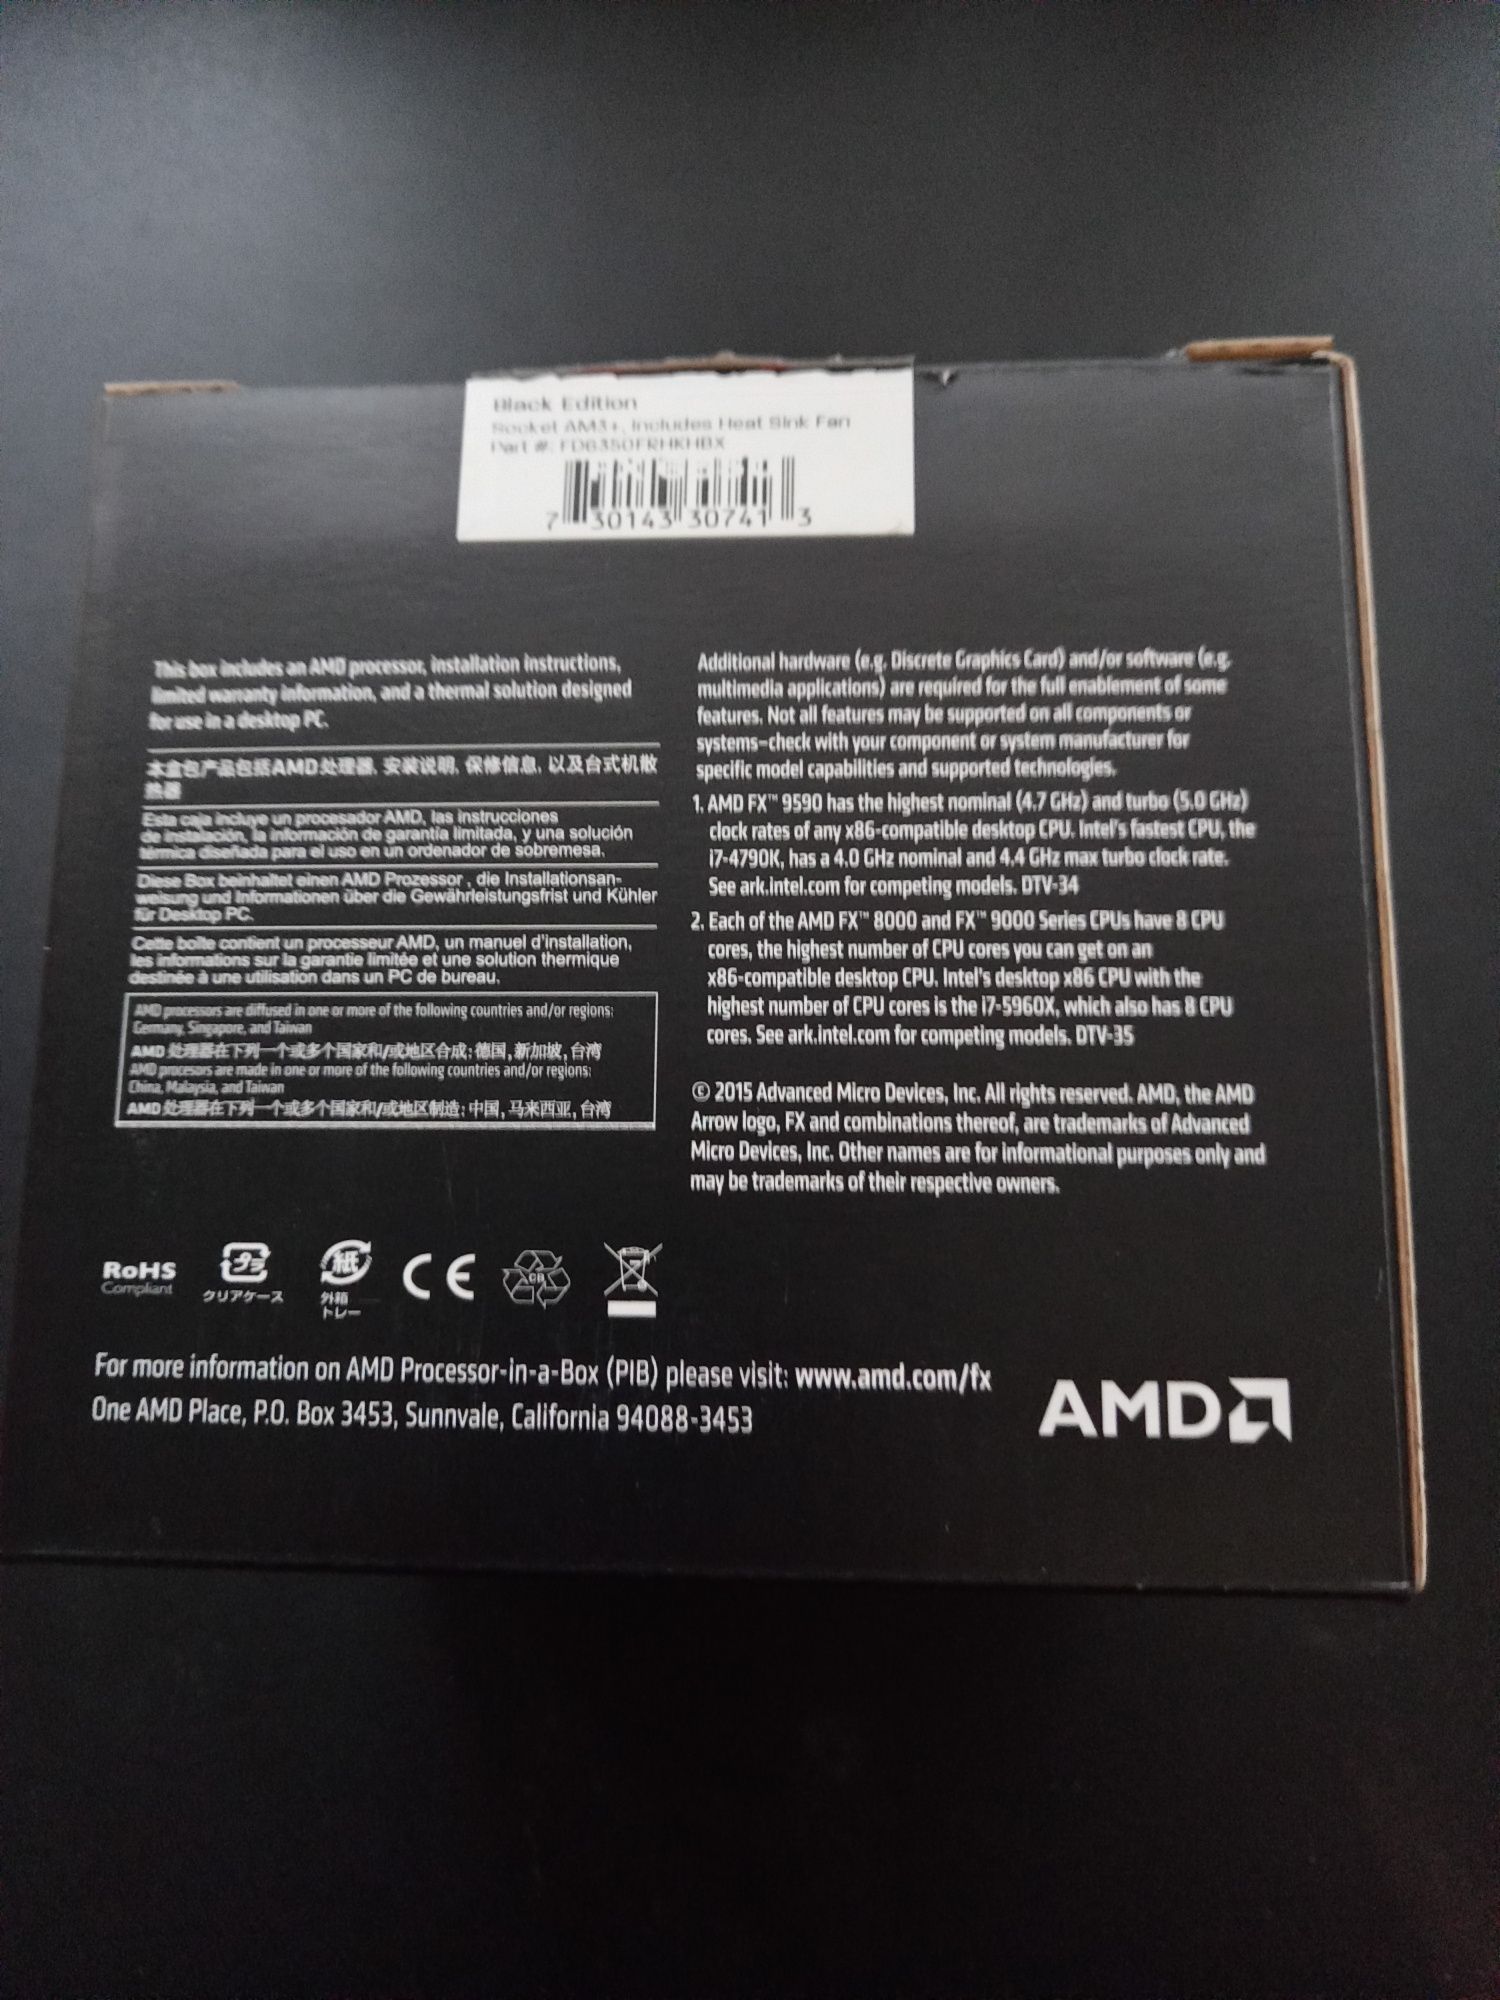 Black Edition
Socket AM3+, Includes Heat Sink Fan
Part #: FD6350FRHKHBX
7 30143 30741 3
This box includes an AMD processor, installation instructions,
limited warranty information, and a thermal solution designed
for use in a desktop PC.
本盒包产品包括AMD处理器, 安装说明, 保修信息, 以及台式机散
热器
Esta caja incluye un procesador AMD, las instrucciones
de instalación, la información de garantía limitada, y una solución
térmica diseñada para el uso en un ordenador de sobremesa.
Diese Box beinhaltet einen AMD Prozessor , die Installationsan-
weisung und Informationen über die Gewährleistungsfrist und Kühler
für Desktop PC.
Cette boîte contient un processeur AMD, un manuel d'installation,
les informations sur la garantie limitée et une solution thermique
destinée à une utilisation dans un PC de bureau.
AMD processors are diffused in one or more of the following countries and/or regions:
Germany, Singapore, and Taiwan
AMD 处理器在下列一个或多个国家和/或地区合成: 德国, 新加坡, 台湾
AMD procesors are made in one or more of the following countries and/or regions:
China, Malaysia, and Taiwan
AMD 处理器在下列一个或多个国家和/或地区制造: 中国, 马来西亚, 台湾
Additional hardware (e.g. Discrete Graphics Card) and/or software (e.g.
multimedia applications) are required for the full enablement of some
features. Not all features may be supported on all components or
systems-check with your component or system manufacturer for
specific model capabilities and supported technologies.
1. AMD FX™ 9590 has the highest nominal (4.7 GHz) and turbo (5.0 GHz)
clock rates of any x86-compatible desktop CPU. Intel's fastest CPU, the
i7-4790K, has a 4.0 GHz nominal and 4.4 GHz max turbo clock rate.
See ark.intel.com for competing models. DTV-34
2. Each of the AMD FX™ 8000 and FX™ 9000 Series CPUs have 8 CPU
cores, the highest number of CPU cores you can get on an
x86-compatible desktop CPU. Intel's desktop x86 CPU with the
highest number of CPU cores is the i7-5960X, which also has 8 CPU
cores. See ark.intel.com for competing models. DTV-35
© 2015 Advanced Micro Devices, Inc. All rights reserved. AMD, the AMD
Arrow logo, FX and combinations thereof, are trademarks of Advanced
Micro Devices, Inc. Other names are for informational purposes only and
may be trademarks of their respective owners.
RoHS
Compliant
プラ
クリアケース
紙
外箱
トレー
CE
CB
For more information on AMD Processor-in-a-Box (PIB) please visit: www.amd.com/fx
One AMD Place, P.O. Box 3453, Sunnvale, California 94088-3453
AMD